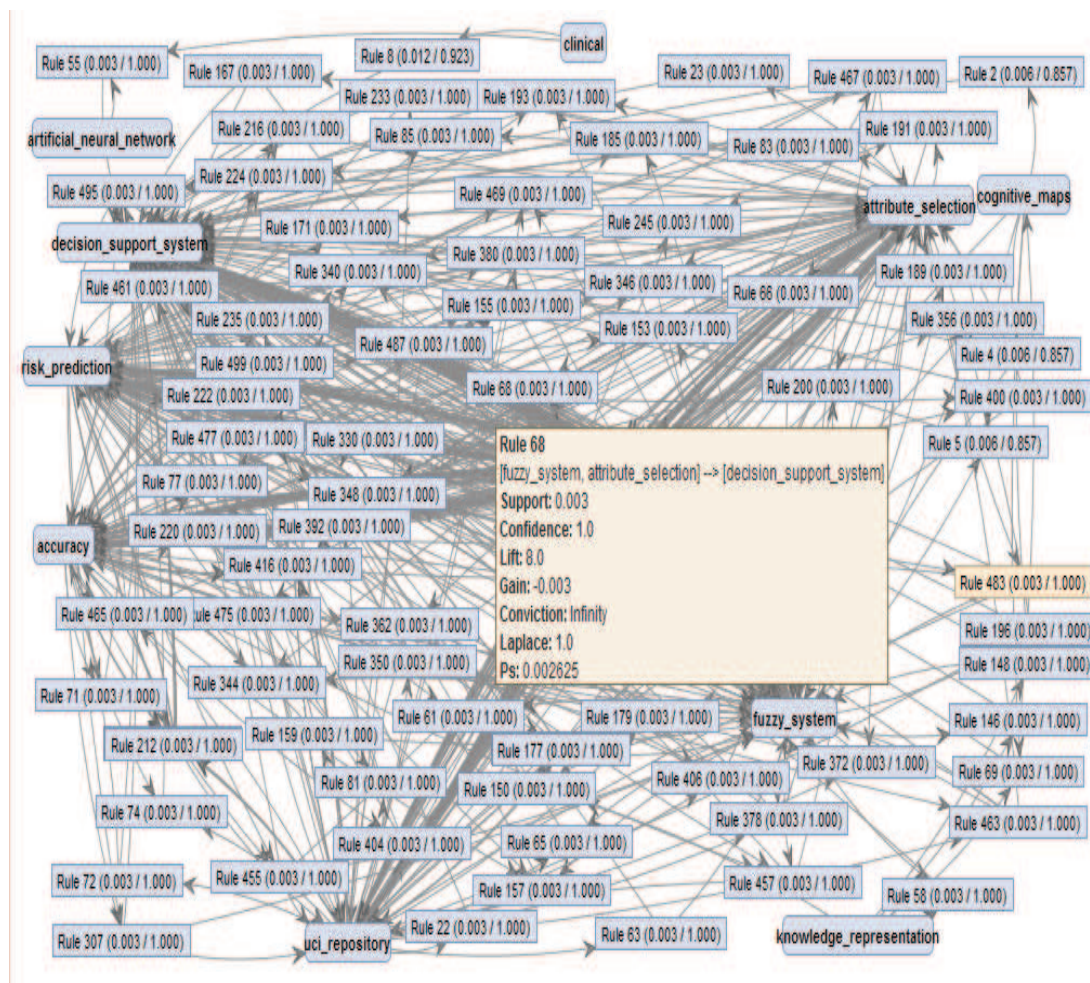 clinical
Rule 55 (0.003 / 1.000)
Rule 8 (0.012 / 0.923)
Rule 167 (0.003 / 1.000)
Rule 23 (0.003 / 1.000)
Rule 467 (0.003 / 1.000)
Rule 2 (0.006 / 0.857)
Rule 233 (0.003 / 1.000)
Rule 193 (0.003 / 1.000)
Rule 216 (0.003 / 1.000)
Rule 85 (0.003 / 1.000)
Rule 185 (0.003 / 1.000)
Rule 83 (0.003 / 1.000)
Rule 191 (0.003 / 1.000)
artificial_neural_network
Rule 224 (0.003 / 1.000)
Rule 495 (0.003 / 1.000)
Rule 469 (0.003 / 1.000)
attribute_selection
cognitive_maps
Rule 171 (0.003 / 1.000)
Rule 245 (0.003 / 1.000)
decision_support_system
Rule 380 (0.003 / 1.000)
Rule 340 (0.003 / 1.000)
Rule 189 (0.003 / 1.000)
Rule 461 (0.003 / 1.000)
Rule 346 (0.003 / 1.000)
Rule 66 (0.003 / 1.000)
Rule 155 (0.003 / 1.000)
Rule 235 (0.003 / 1.000)
Rule 153 (0.003 / 1.000)
Rule 356 (0.003 / 1.000)
Rule 487 (0.003 / 1.000)
Rule 4 (0.006 / 0.857)
risk_prediction
Rule 499 (0.003 / 1.000)
Rule 68 (0.003 / 1.000)
Rule 200 (0.003 / 1.000)
Rule 222 (0.003 / 1.000)
Rule 400 (0.003 / 1.000)
Rule 477 (0.003 / 1.000)
Rule 330 (0.003 / 1.000)
Rule 5 (0.006 / 0.857)
Rule 68
[fuzzy_system, attribute_selection] --> [decision_support_system]
Support: 0.003
Confidence: 1.0
Lift: 8.0
Gain: -0.003
Conviction: Infinity
Laplace: 1.0
Ps: 0.002625
Rule 77 (0.003 / 1.000)
Rule 348 (0.003 / 1.000)
Rule 220 (0.003 / 1.000)
Rule 392 (0.003 / 1.000)
accuracy
Rule 416 (0.003 / 1.000)
Rule 483 (0.003 / 1.000)
Rule 465 (0.003 / 1.000)
ule 475 (0.003 / 1.000)
Rule 362 (0.003 / 1.000)
Rule 196 (0.003 / 1.000)
Rule 350 (0.003 / 1.000)
Rule 148 (0.003 / 1.000)
Rule 344 (0.003 / 1.000)
Rule 71 (0.003 / 1.000)
Rule 61 (0.003 / 1.000)
Rule 179 (0.003 / 1.000)
fuzzy_system
Rule 146 (0.003 / 1.000)
Rule 159 (0.003 / 1.000)
Rule 212 (0.003 / 1.000)
Rule 177 (0.003 / 1.000)
Rule 372 (0.003 / 1.000)
Rule 69 (0.003 / 1.000)
Rule 81 (0.003 / 1.000)
Rule 406 (0.003 / 1.000)
Rule 150 (0.003 / 1.000)
Rule 74 (0.003 / 1.000)
Rule 378 (0.003 / 1.000)
Rule 463 (0.003 / 1.000)
Rule 404 (0.003 / 1.000)
Rule 65 (0.003 / 1.000)
Rule 72 (0.003 / 1.000)
Rule 455 (0.003 / 1.000)
Rule 157 (0.003 / 1.000)
Rule 457 (0.003 / 1.000)
Rule 58 (0.003 / 1.000)
Rule 22 (0.003 / 1.000)
Rule 63 (0.003 / 1.000)
Rule 307 (0.003 / 1.000)
uci_repository
knowledge_representation